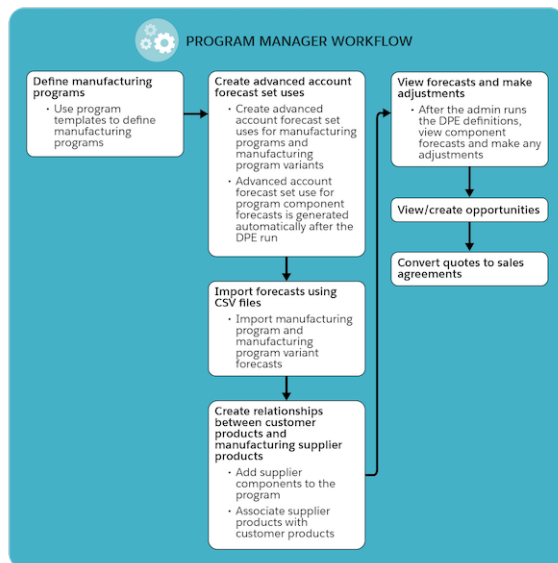 PROGRAM MANAGER WORKFLOW
Define manufacturing
programs
• Use program
templates to define
manufacturing
programs
Create advanced account
forecast set uses
• Create advanced
account forecast set
uses for manufacturing
programs and
manufacturing
program variants
• Advanced account
forecast set use for
program component
forecasts is generated
automatically after the
DPE run
Import forecasts using
CSV files
• Import manufacturing
program and
manufacturing
program variant
forecasts
Create relationships
between customer
products and
manufacturing supplier
products
• Add supplier
components to the
program
• Associate supplier
products with
customer products
View forecasts and make
adjustments
• After the admin runs
the DPE definitions,
view component
forecasts and make any
adjustments
View/create opportunities
Convert quotes to sales
agreements